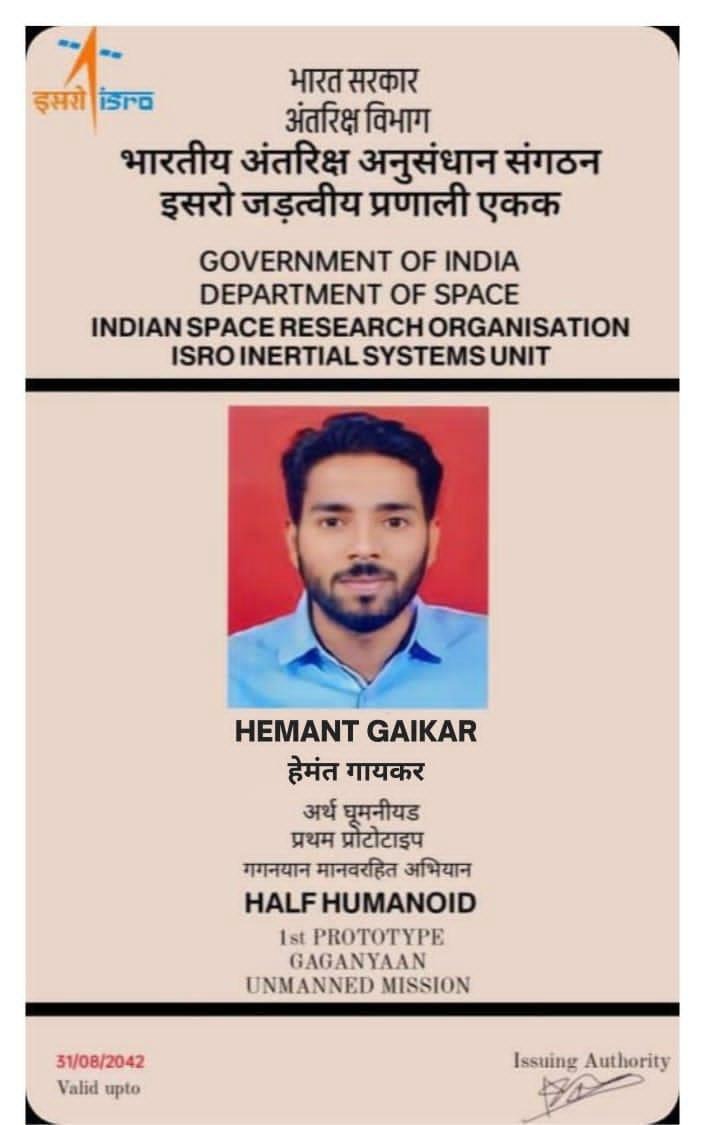 इसरो isro
भारत सरकार
अंतरिक्ष विभाग
भारतीय अंतरिक्ष अनुसंधान संगठन
इसरो जड़त्वीय प्रणाली एकक
GOVERNMENT OF INDIA
DEPARTMENT OF SPACE
INDIAN SPACE RESEARCH ORGANISATION
ISRO INERTIAL SYSTEMS UNIT
HEMANT GAIKAR
हेमंत गायकर
अर्थ घूमनीयड
प्रथम प्रोटोटाइप
गगनयान मानवरहित अभियान
HALF HUMANOID
1st PROTOTYPE
GAGANYAAN
UNMANNED MISSION
31/08/2042
Valid upto
Issuing Authority